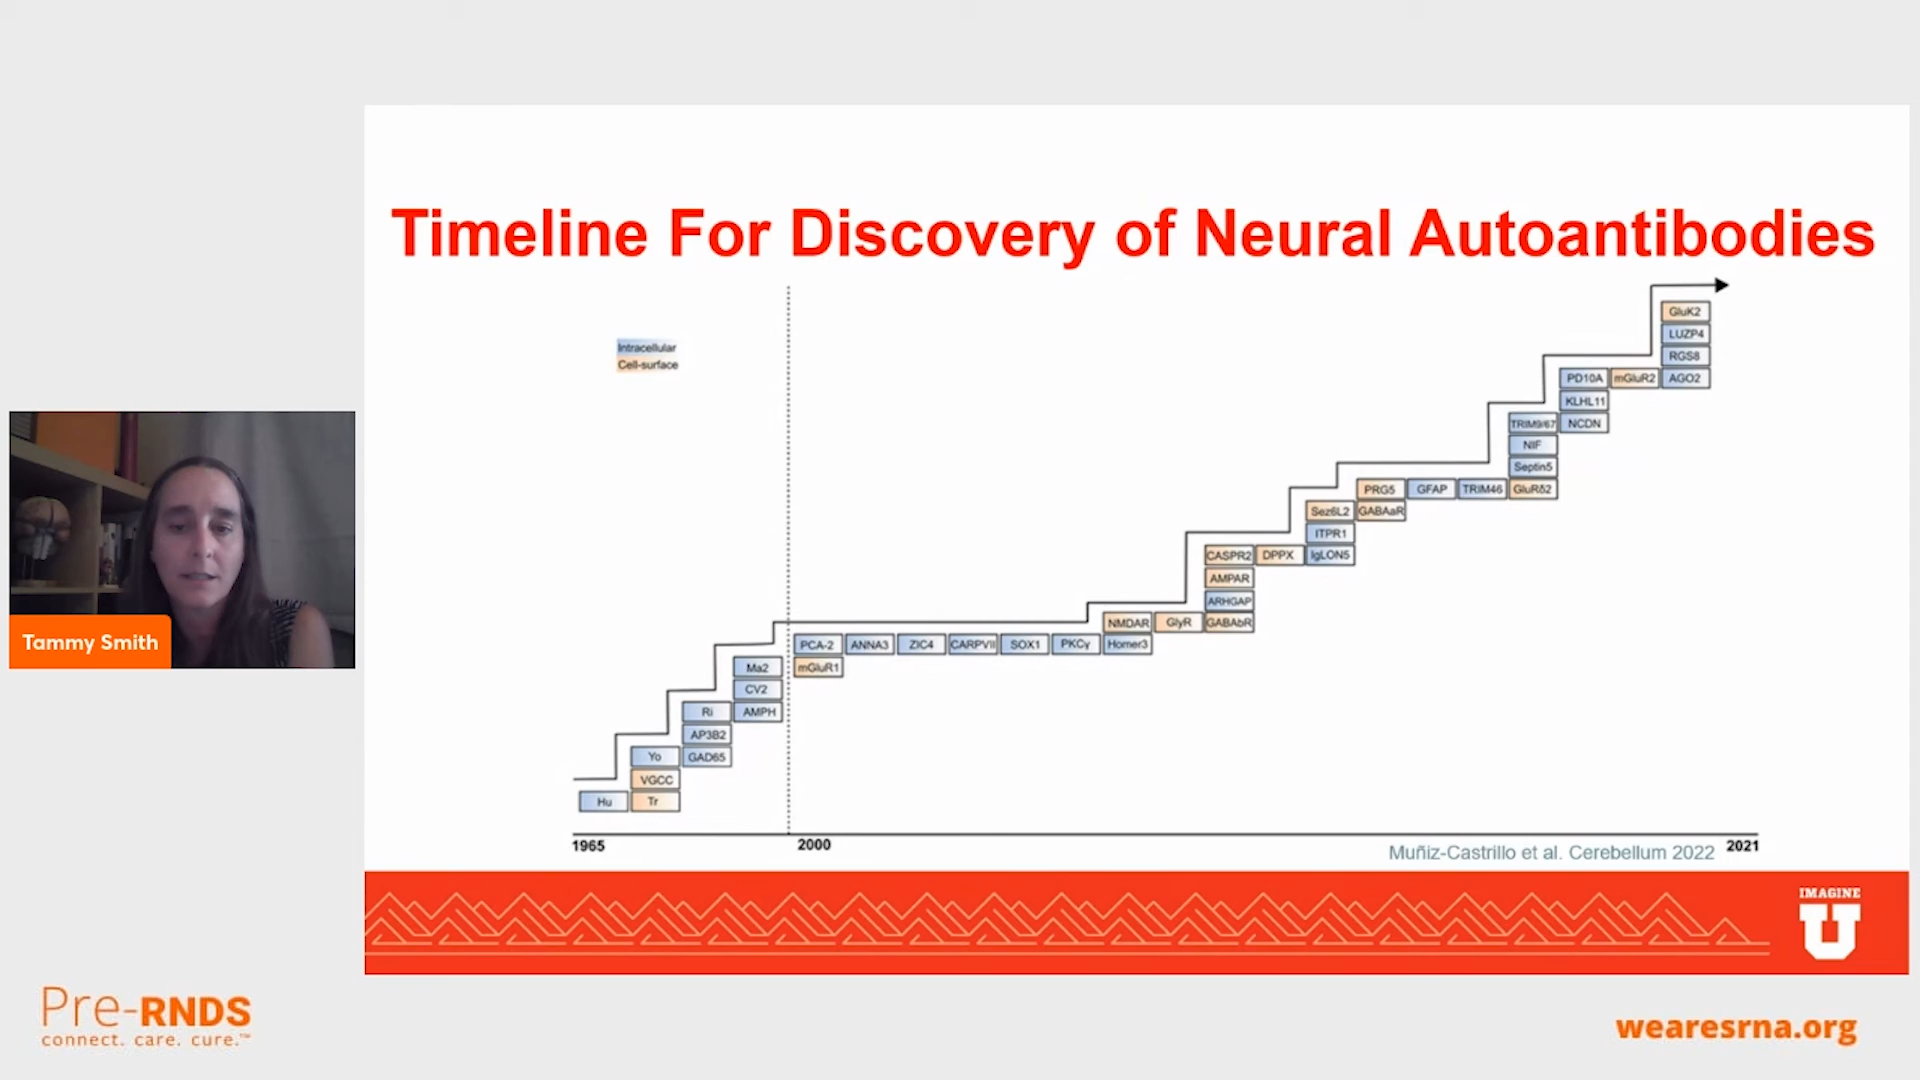 Timeline For Discovery of Neural Autoantibodies
Intracellular
Cell-surface
GluK2
LUZP4
RGS8
PD10A mGluR2 AGO2
KLHL11
TRIM9/67 NCDN
NIF
Septin5
PRG5 GFAP TRIM46 GluRδ2
Sez6L2 GABAaR
ITPR1
CASPR2 DPPX IgLON5
AMPAR
ARHGAP
NMDAR GlyR GABAbR
PCA-2 ANNA3 ZIC4 CARPVII SOX1 PKCγ Homer3
Ma2 mGluR1
CV2
Ri AMPH
AP3B2
Yo GAD65
VGCC
Hu Tr
1965 2000 2021
Muñiz-Castrillo et al. Cerebellum 2022
Tammy Smith
IMAGINE
U
Pre-RNDS
connect. care. cure.™
wearesrna.org